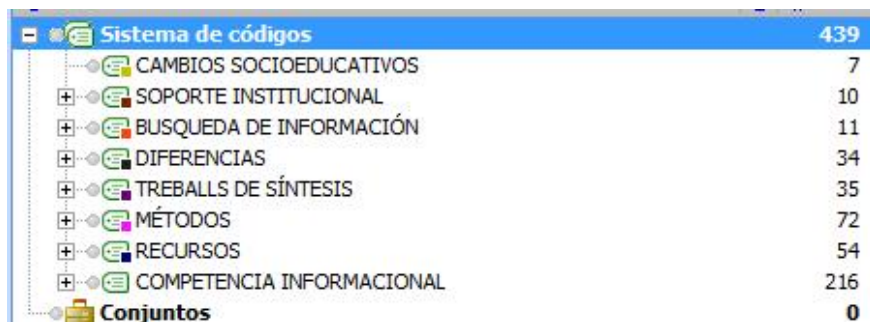 Sistema de códigos 439
CAMBIOS SOCIOEDUCATIVOS 7
SOPORTE INSTITUCIONAL 10
BUSQUEDA DE INFORMACIÓN 11
DIFERENCIAS 34
TREBALLS DE SÍNTESIS 35
MÉTODOS 72
RECURSOS 54
COMPETENCIA INFORMACIONAL 216
Conjuntos 0